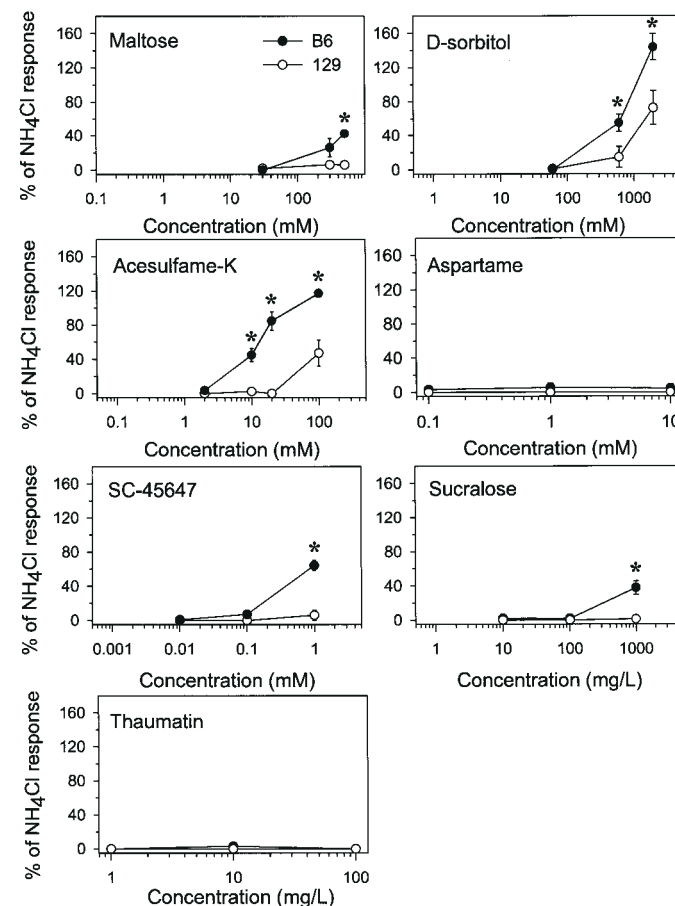 % of NH4Cl response
160
120
80
40
0
Maltose
B6
129
*
0.1 1 10 100 1000
Concentration (mM)
160
120
80
40
0
D-sorbitol
*
*
1 10 100 1000
Concentration (mM)
% of NH4Cl response
160
120
80
40
0
Acesulfame-K
*
*
*
0.1 1 10 100
Concentration (mM)
160
120
80
40
0
Aspartame
0.1 1 10
Concentration (mM)
% of NH4Cl response
160
120
80
40
0
SC-45647
*
0.001 0.01 0.1 1
Concentration (mM)
160
120
80
40
0
Sucralose
*
1 10 100 1000
Concentration (mg/L)
% of NH4Cl response
160
120
80
40
0
Thaumatin
1 10 100
Concentration (mg/L)